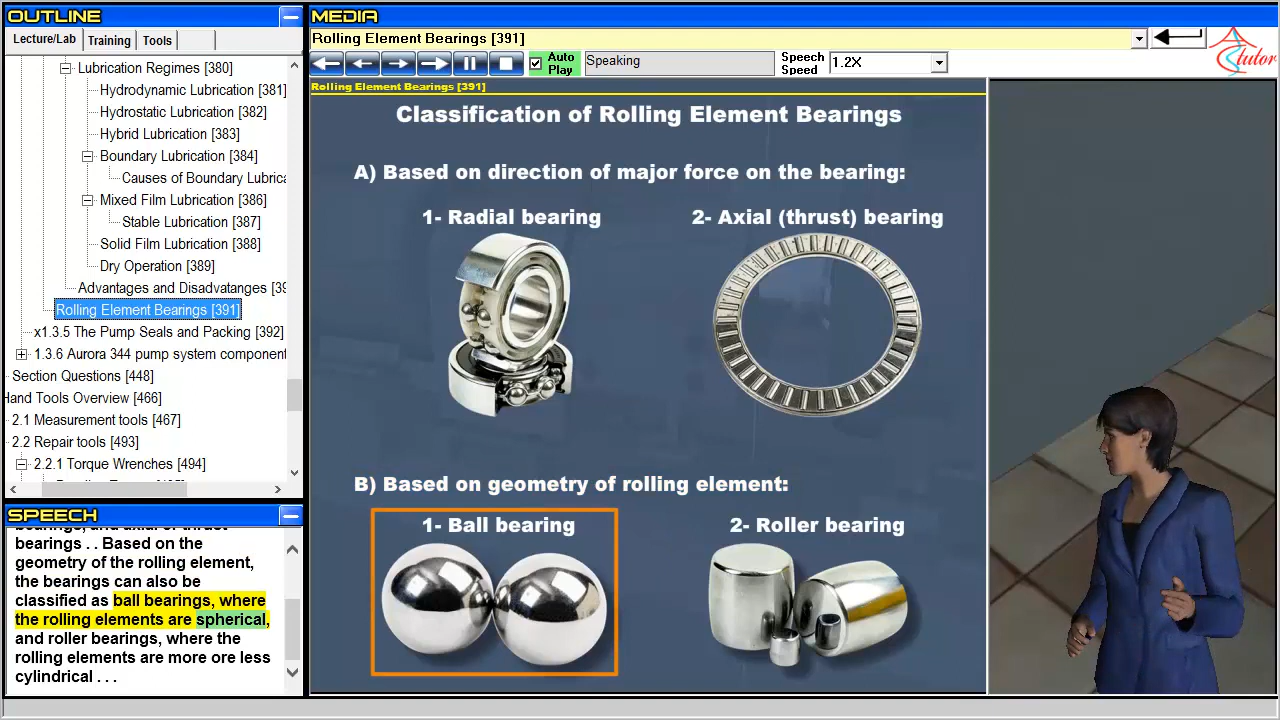 OUTLINE
Lecture/Lab Training Tools
Lubrication Regimes [380]
Hydrodynamic Lubrication [381]
Hydrostatic Lubrication [382]
Hybrid Lubrication [383]
Boundary Lubrication [384]
Causes of Boundary Lubrica
Mixed Film Lubrication [386]
Stable Lubrication [387]
Solid Film Lubrication [388]
Dry Operation [389]
Advantages and Disadvatanges [39
Rolling Element Bearings [391]
x1.3.5 The Pump Seals and Packing [392]
1.3.6 Aurora 344 pump system component
Section Questions [448]
Hand Tools Overview [466]
2.1 Measurement tools [467]
2.2 Repair tools [493]
2.2.1 Torque Wrenches [494]
SPEECH
bearings . . Based on the
geometry of the rolling element,
the bearings can also be
classified as ball bearings, where
the rolling elements are spherical,
and roller bearings, where the
rolling elements are more ore less
cylindrical . . .
MEDIA
Rolling Element Bearings [391]
Auto
Play
Speaking
Speech
Speed
1.2X
tutor
Rolling Element Bearings [391]
Classification of Rolling Element Bearings
A) Based on direction of major force on the bearing:
1- Radial bearing 2- Axial (thrust) bearing
B) Based on geometry of rolling element:
1- Ball bearing 2- Roller bearing